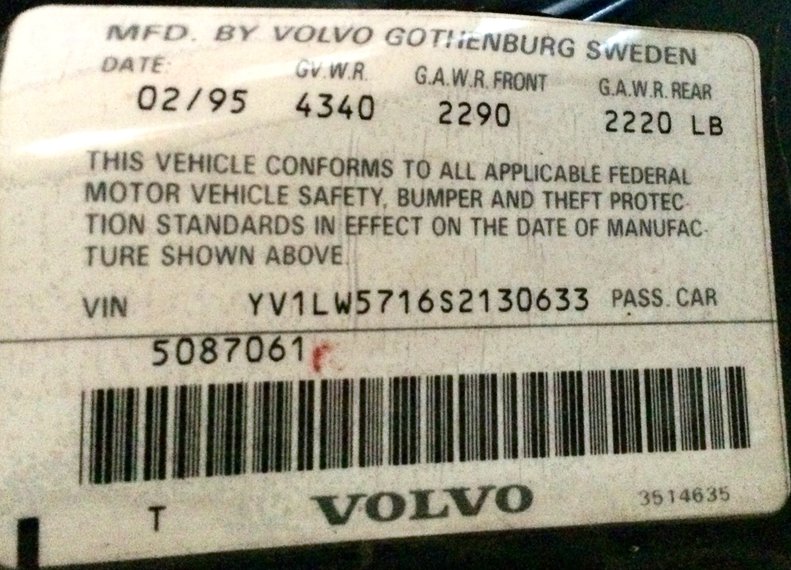 MFD. BY VOLVO GOTHENBURG SWEDEN
DATE: G.V.W.R. G.A.W.R. FRONT G.A.W.R. REAR
02/95 4340 2290 2220 LB
THIS VEHICLE CONFORMS TO ALL APPLICABLE FEDERAL
MOTOR VEHICLE SAFETY, BUMPER AND THEFT PROTEC-
TION STANDARDS IN EFFECT ON THE DATE OF MANUFAC-
TURE SHOWN ABOVE.
VIN YV1LW5716S2130633 PASS. CAR
5087061
T VOLVO 3514635